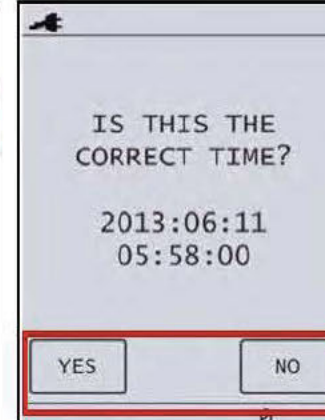 IS THIS THE
CORRECT TIME?
2013:06:11
05:58:00
YES NO